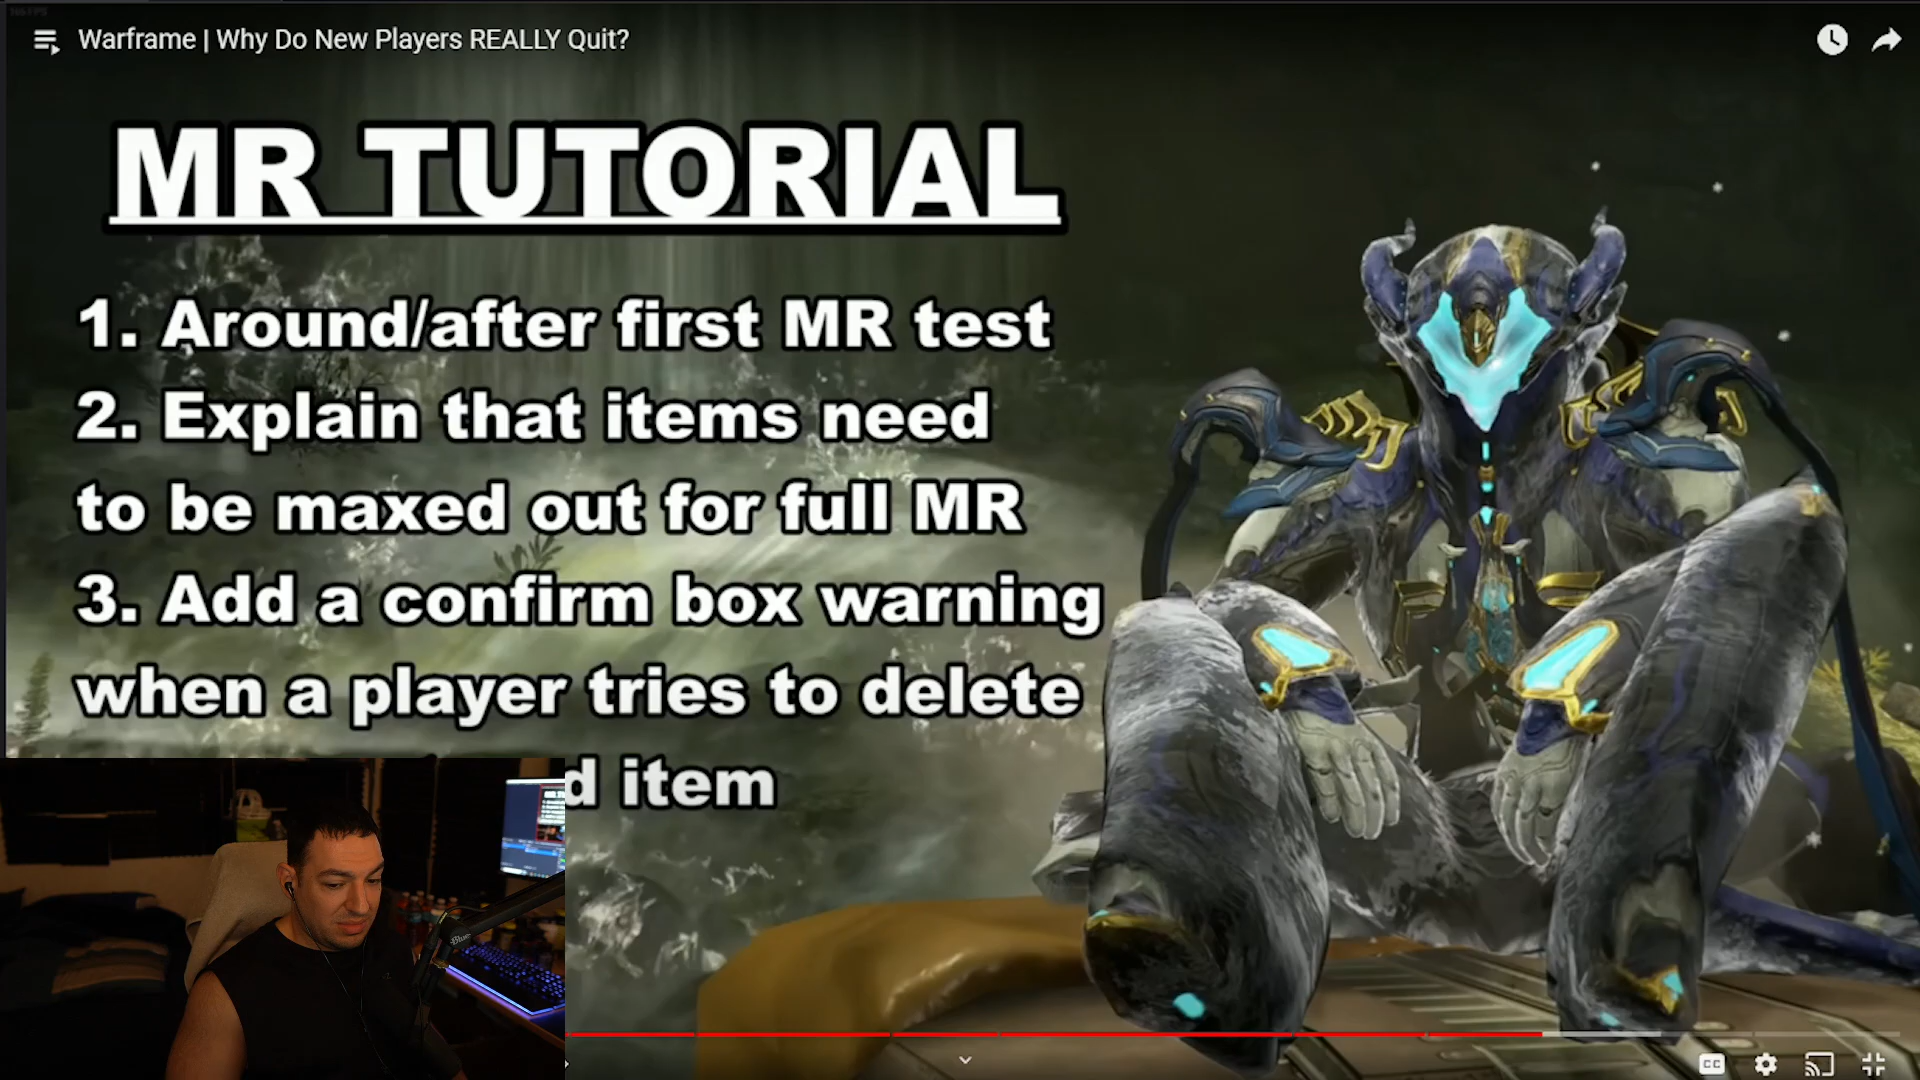 Warframe | Why Do New Players REALLY Quit?
MR TUTORIAL
1. Around/after first MR test
2. Explain that items need
to be maxed out for full MR
3. Add a confirm box warning
when a player tries to delete
d item
Blue
CC